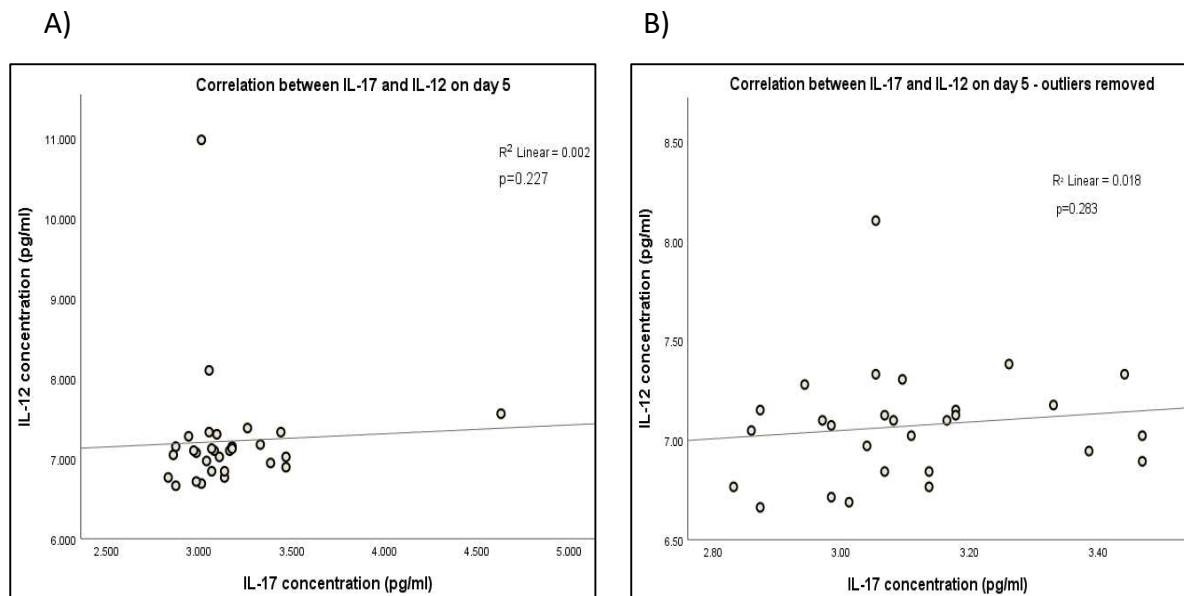 A)
B)
Correlation between IL-17 and IL-12 on day 5
R² Linear = 0.002
p=0.227
11.000
10.000
9.000
8.000
7.000
6.000
IL-12 concentration (pg/ml)
2.500 3.000 3.500 4.000 4.500 5.000
IL-17 concentration (pg/ml)
Correlation between IL-17 and IL-12 on day 5 - outliers removed
R² Linear = 0.018
p=0.283
8.50
8.00
7.50
7.00
6.50
IL-12 concentration (pg/ml)
2.80 3.00 3.20 3.40
IL-17 concentration (pg/ml)